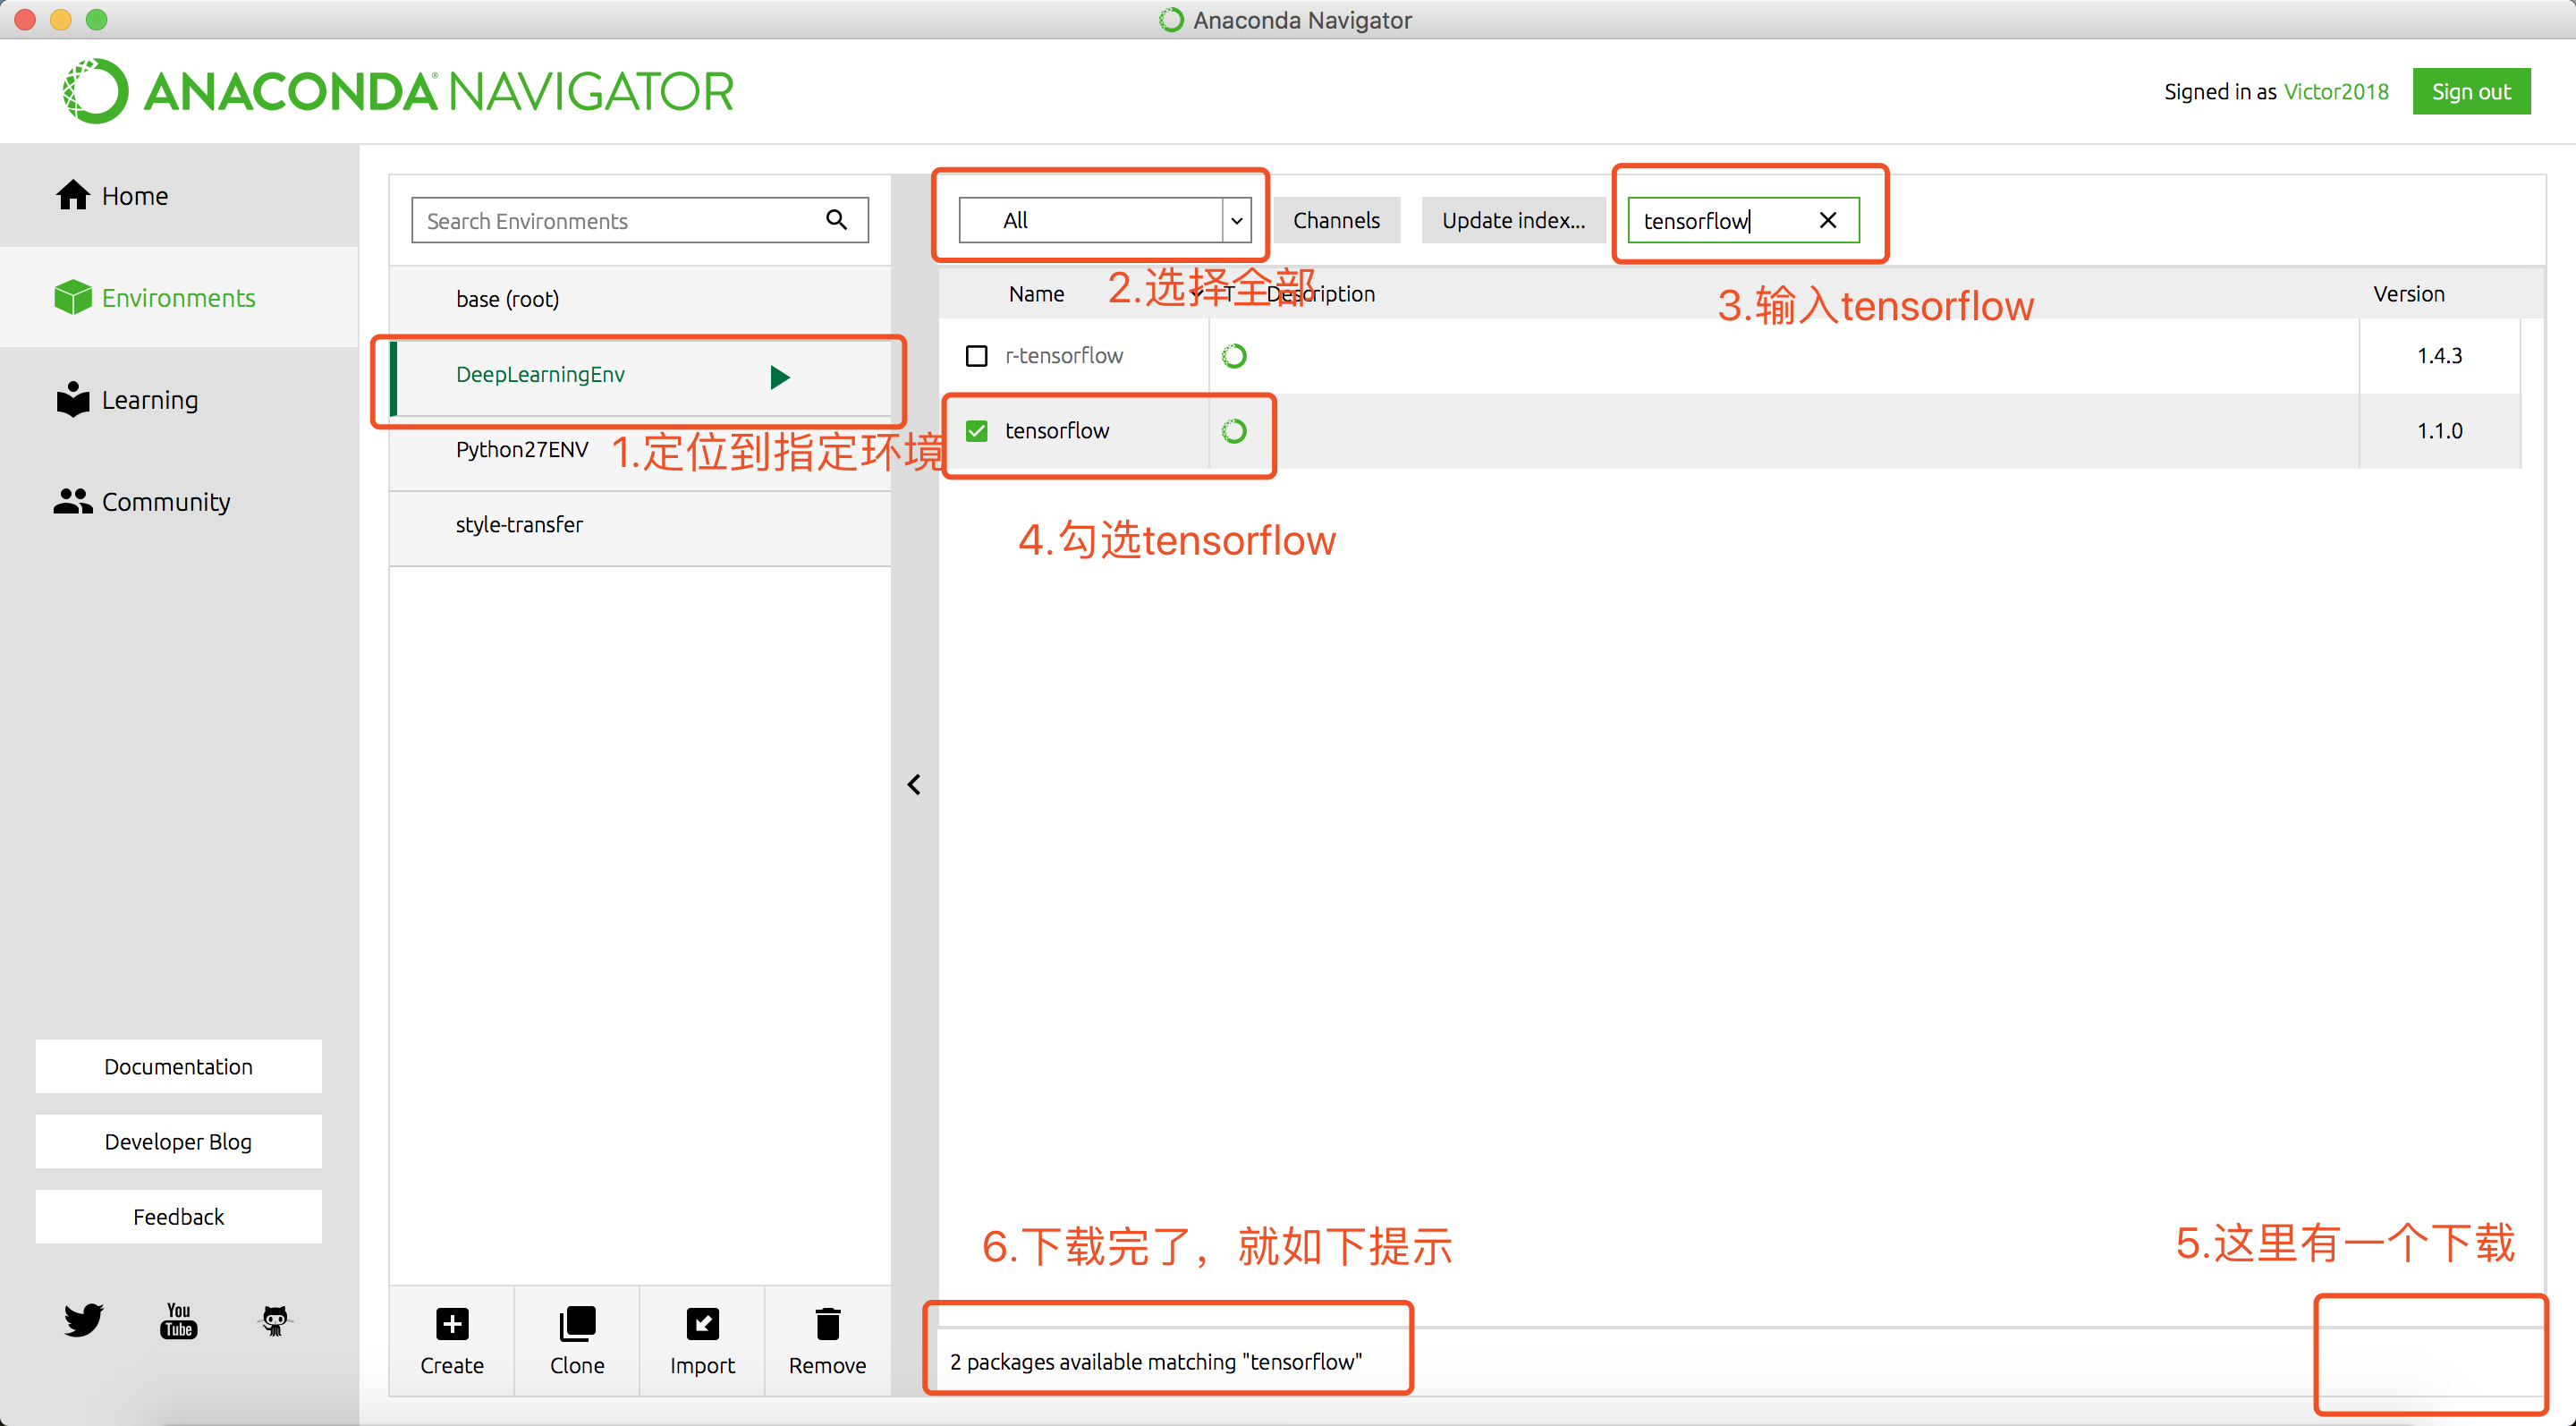 Anaconda Navigator
ANACONDA NAVIGATOR
Signed in as Victor2018
Sign out
Home
Environments
Learning
Community
Documentation
Developer Blog
Feedback
You
Tube
Search Environments
base (root)
DeepLearningEnv
Python27ENV
style-transfer
1.定位到指定环境
Create
Clone
Import
Remove
All
Channels
Update index...
tensorflow
2.选择全部
3.输入tensorflow
Name T Description Version
r-tensorflow 1.4.3
tensorflow 1.1.0
4.勾选tensorflow
5.这里有一个下载
6.下载完了，就如下提示
2 packages available matching "tensorflow"